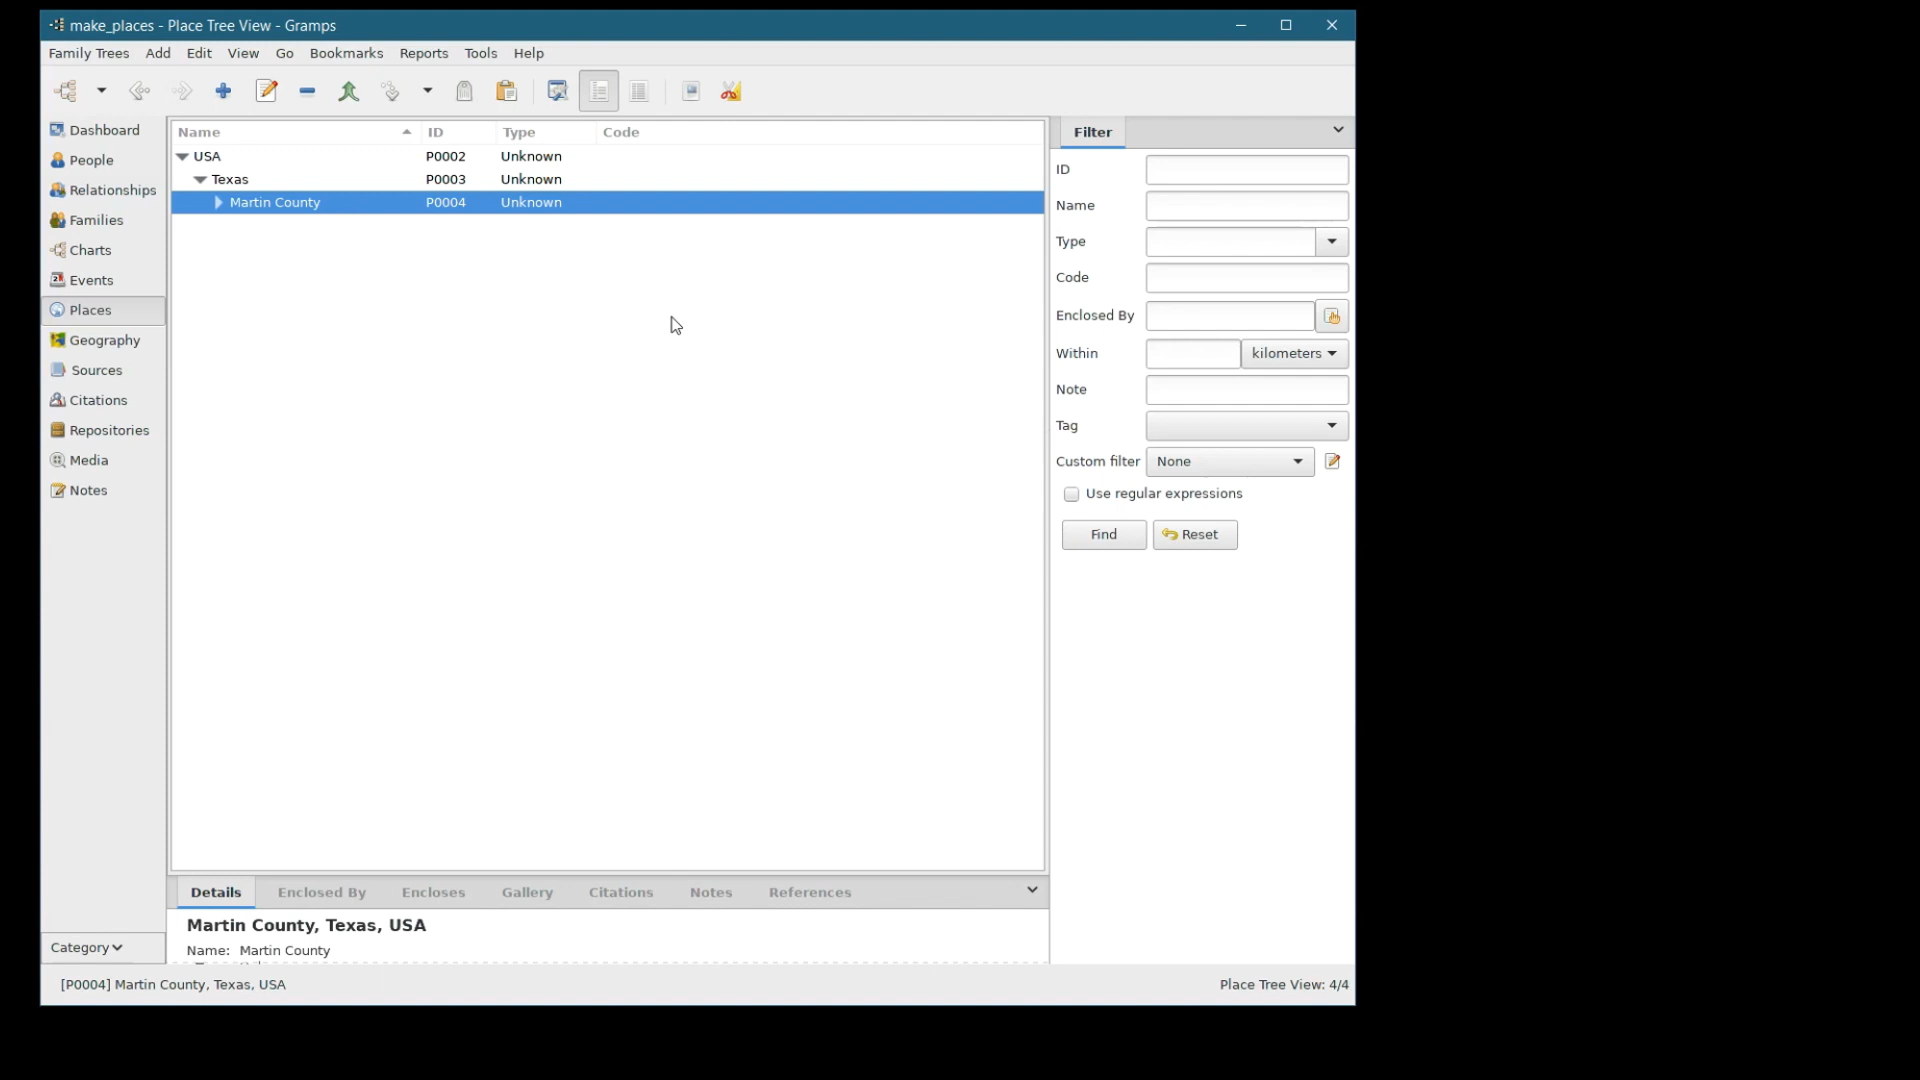 make_places - Place Tree View - Gramps
Family Trees Add Edit View Go Bookmarks Reports Tools Help
Dashboard
People
Relationships
Families
Charts
Events
Places
Geography
Sources
Citations
Repositories
Media
Notes
Category
Name ID Type Code
USA P0002 Unknown
Texas P0003 Unknown
Martin County P0004 Unknown
Details Enclosed By Encloses Gallery Citations Notes References
Martin County, Texas, USA
Name: Martin County
Filter
ID
Name
Type
Code
Enclosed By
Within kilometers
Note
Tag
Custom filter None
Use regular expressions
Find Reset
[P0004] Martin County, Texas, USA
Place Tree View: 4/4